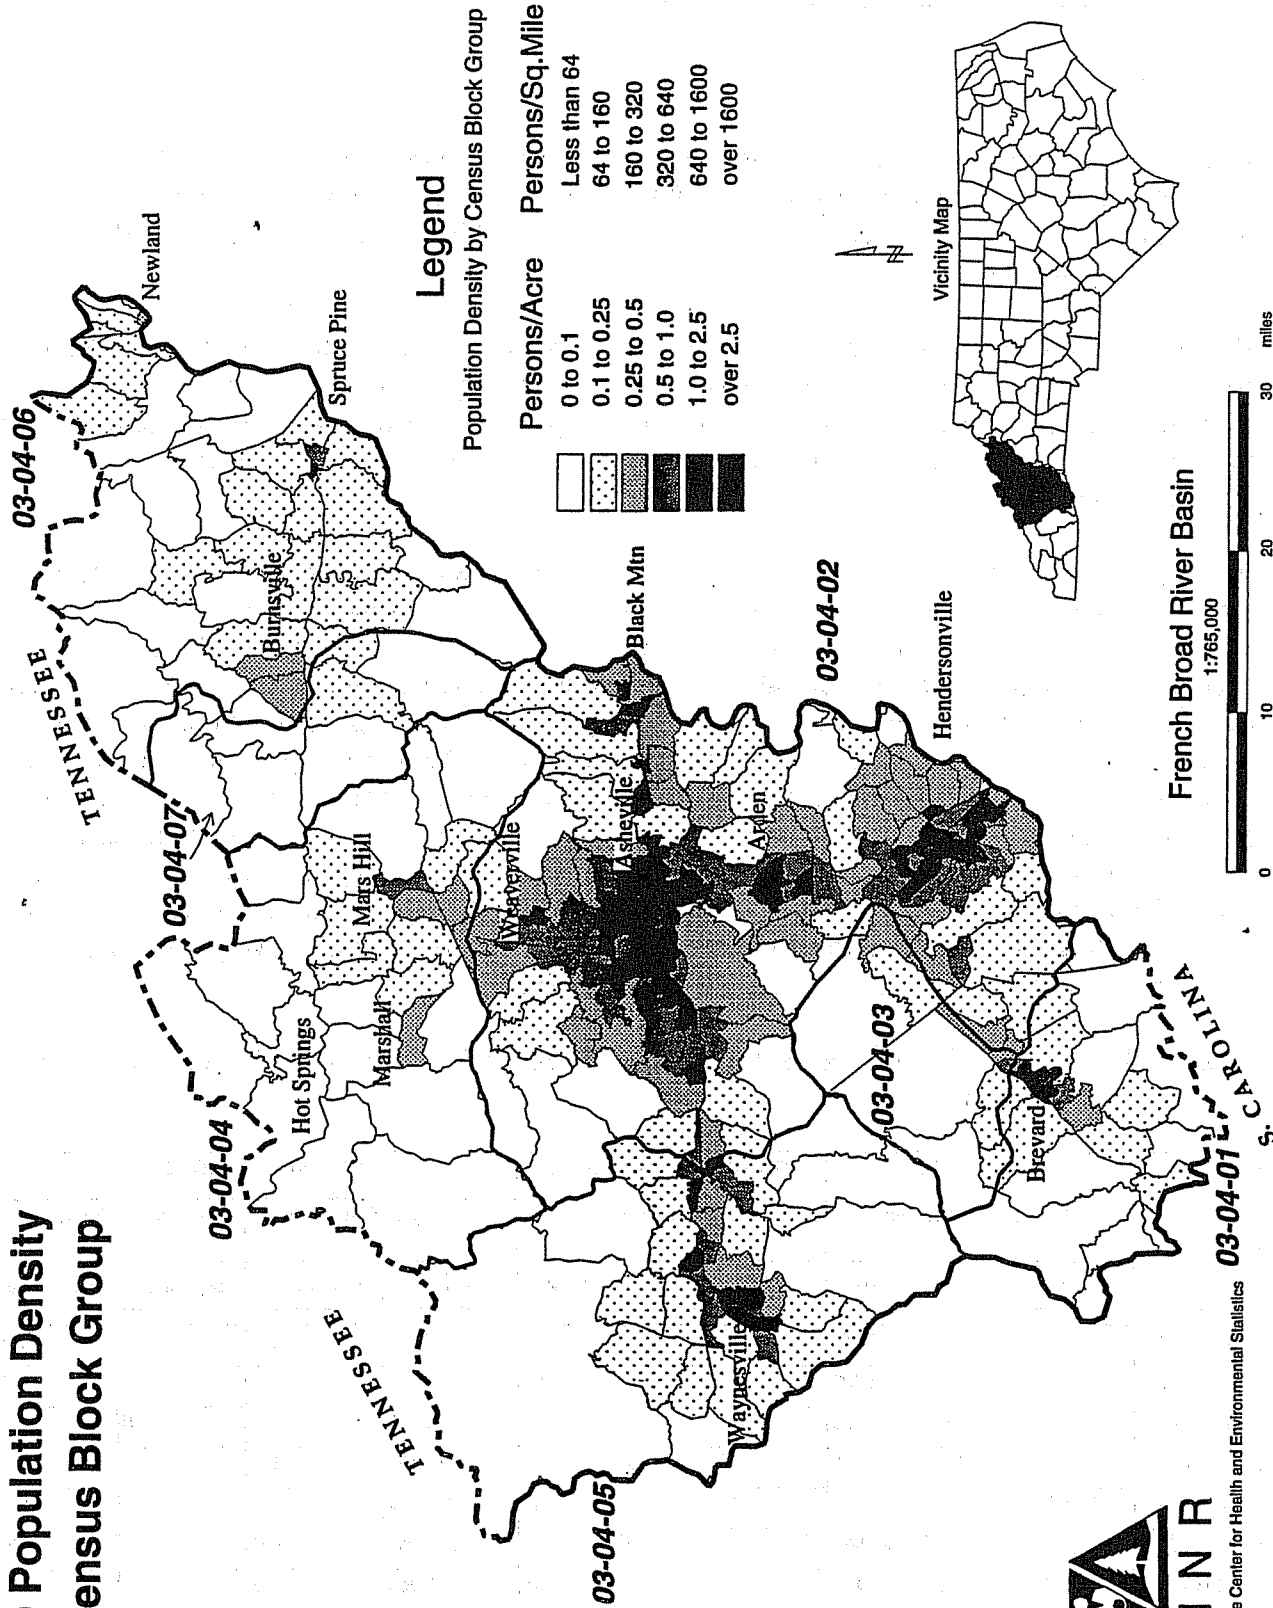 Population Density
ensus Block Group
TENNESSEE
TENNESSEE
S. CAROLINA
03-04-06
03-04-07
03-04-04
03-04-05
03-04-02
03-04-03
03-04-01
Newland
Spruce Pine
Burnsville
Black Mtn
Mars Hill
Weaverville
Asheville
Arden
Hendersonville
Hot Springs
Marshall
Brevard
Waynesville
Legend
Population Density by Census Block Group
Persons/Acre Persons/Sq.Mile
0 to 0.1 Less than 64
0.1 to 0.25 64 to 160
0.25 to 0.5 160 to 320
0.5 to 1.0 320 to 640
1.0 to 2.5 640 to 1600
over 2.5 over 1600
N
Vicinity Map
French Broad River Basin
1:765,000
0 10 20 30 miles
I N R
e Center for Health and Environmental Statistics